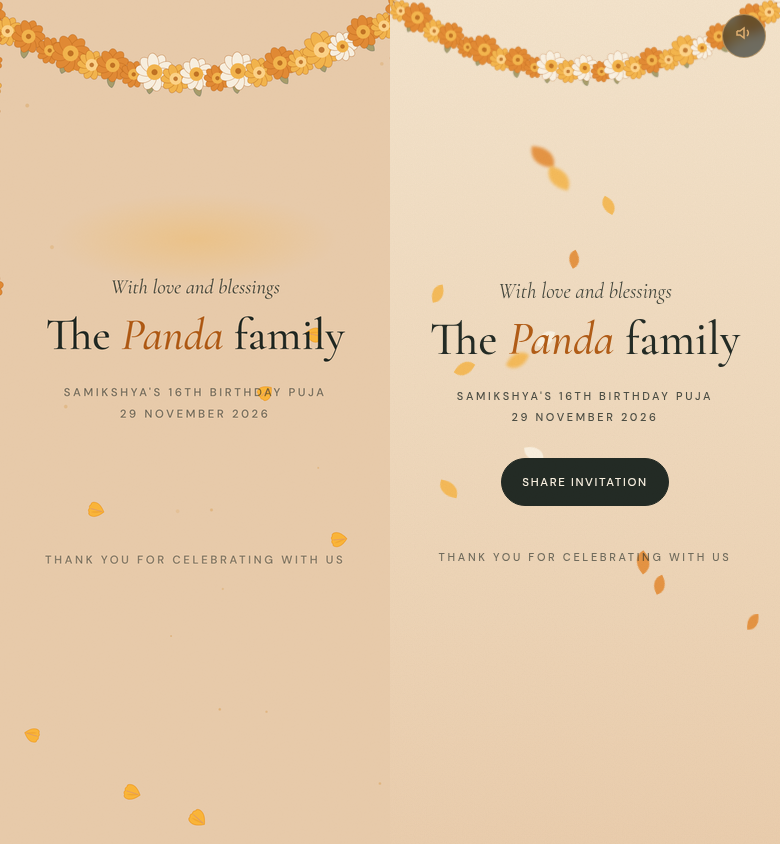 With love and blessings
The Panda family
SAMIKSHYA'S 16TH BIRTHDAY PUJA
29 NOVEMBER 2026
THANK YOU FOR CELEBRATING WITH US
With love and blessings
The Panda family
SAMIKSHYA'S 16TH BIRTHDAY PUJA
29 NOVEMBER 2026
SHARE INVITATION
THANK YOU FOR CELEBRATING WITH US